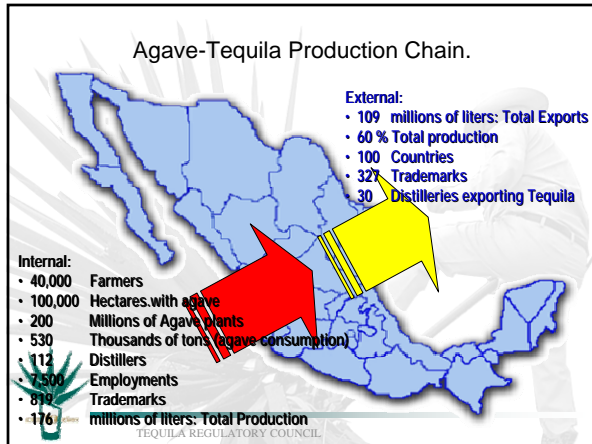 Agave-Tequila Production Chain.
External:
• 109 millions of liters: Total Exports
• 60 % Total production
• 100 Countries
• 327 Trademarks
• 30 Distilleries exporting Tequila
Internal:
• 40,000 Farmers
• 100,000 Hectares.with agave
• 200 Millions of Agave plants
• 530 Thousands of tons (agave consumption)
• 112 Distillers
• 7,500 Employments
• 819 Trademarks
• 176 millions of liters: Total Production
TEQUILA REGULATORY COUNCIL